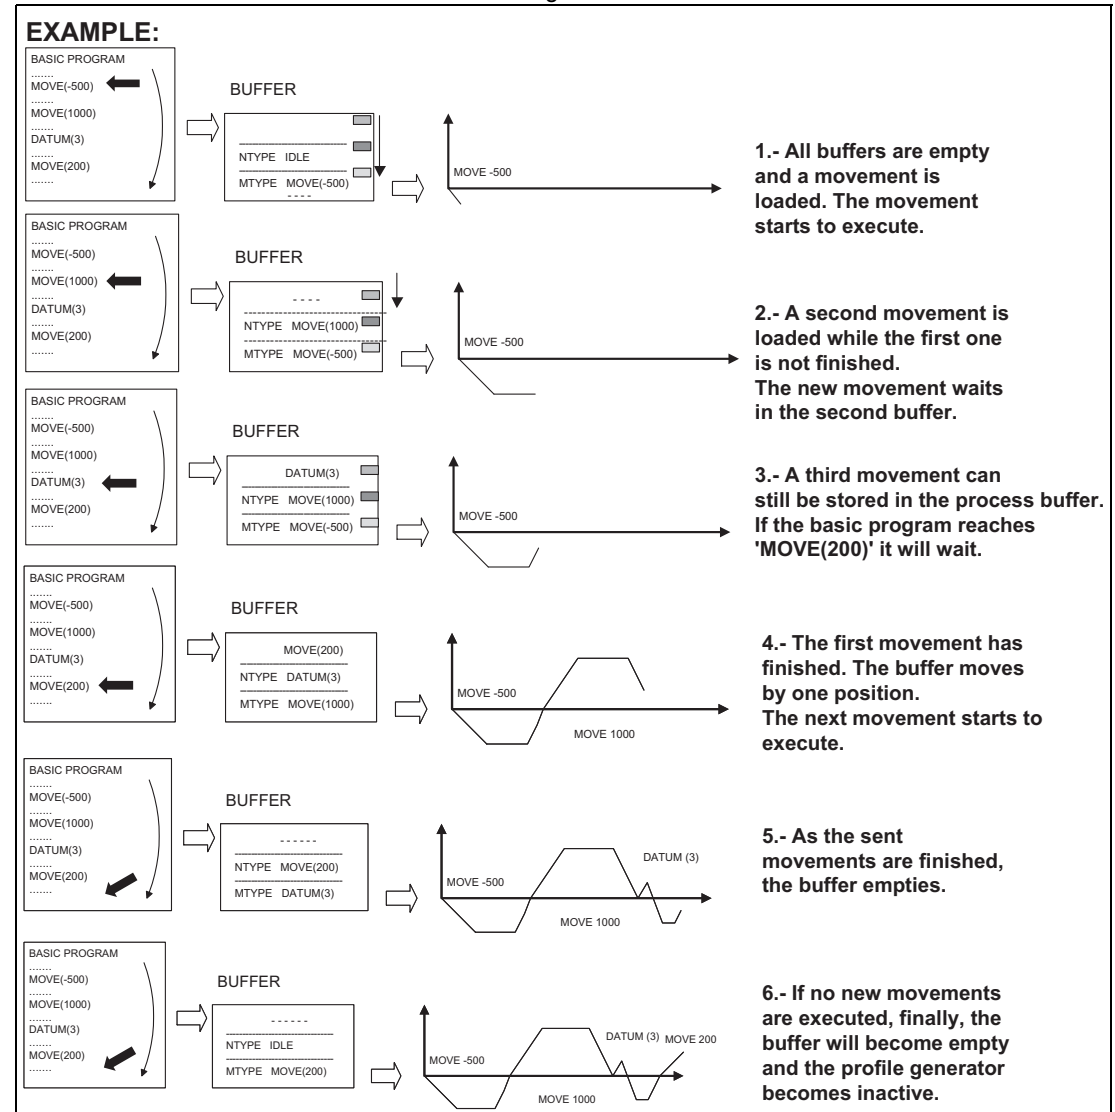 EXAMPLE:
BASIC PROGRAM
.......
MOVE(-500)
.......
MOVE(1000)
.......
DATUM(3)
.......
MOVE(200)
.......
BUFFER
NTYPE IDLE
MTYPE MOVE(-500)
- - - -
MOVE -500
1.- All buffers are empty
and a movement is
loaded. The movement
starts to execute.
BASIC PROGRAM
.......
MOVE(-500)
.......
MOVE(1000)
.......
DATUM(3)
.......
MOVE(200)
.......
BUFFER
- - - -
NTYPE MOVE(1000)
MTYPE MOVE(-500)
MOVE -500
2.- A second movement is
loaded while the first one
is not finished.
The new movement waits
in the second buffer.
BASIC PROGRAM
.......
MOVE(-500)
.......
MOVE(1000)
.......
DATUM(3)
.......
MOVE(200)
.......
BUFFER
DATUM(3)
NTYPE MOVE(1000)
MTYPE MOVE(-500)
MOVE -500
3.- A third movement can
still be stored in the process buffer.
If the basic program reaches
'MOVE(200)' it will wait.
BASIC PROGRAM
.......
MOVE(-500)
.......
MOVE(1000)
.......
DATUM(3)
.......
MOVE(200)
.......
BUFFER
MOVE(200)
NTYPE DATUM(3)
MTYPE MOVE(1000)
MOVE -500
MOVE 1000
4.- The first movement has
finished. The buffer moves
by one position.
The next movement starts to
execute.
BASIC PROGRAM
.......
MOVE(-500)
.......
MOVE(1000)
.......
DATUM(3)
.......
MOVE(200)
.......
BUFFER
- - - - - -
NTYPE MOVE(200)
MTYPE DATUM(3)
MOVE -500
DATUM (3)
MOVE 1000
5.- As the sent
movements are finished,
the buffer empties.
BASIC PROGRAM
.......
MOVE(-500)
.......
MOVE(1000)
.......
DATUM(3)
.......
MOVE(200)
.......
BUFFER
- - - - - -
NTYPE IDLE
MTYPE MOVE(200)
MOVE -500
DATUM (3) MOVE 200
MOVE 1000
6.- If no new movements
are executed, finally, the
buffer will become empty
and the profile generator
becomes inactive.